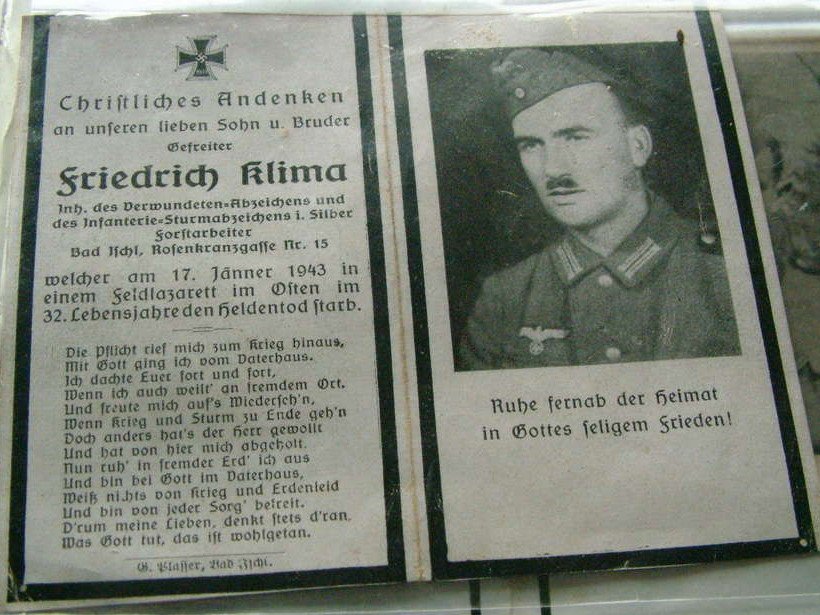 Christliches Andenken
an unseren lieben Sohn u. Bruder
Gefreiter
Friedrich Klima
Inh. des Verwundeten-Abzeichens und
des Infanterie-Sturmabzeichens i. Silber
Forstarbeiter
Bad Ischl, Rosenkranzgasse Nr. 15
welcher am 17. Jänner 1943 in
einem Feldlazarett im Osten im
32. Lebensjahre den Heldentod starb.
Die Pflicht rief mich zum Krieg hinaus,
Mit Gott ging ich vom Vaterhaus.
Ich dachte Euer fort und fort,
Wenn ich auch weilt' an fremdem Ort.
Und freute mich auf's Wiederseh'n,
Wenn Krieg und Sturm zu Ende geh'n
Doch anders hat's der Herr gewollt
Und hat von hier mich abgeholt.
Nun ruh' in fremder Erd' ich aus
Und bin bei Gott im Vaterhaus,
Weiß nichts von Krieg und Erdenleid
Und bin von jeder Sorg' befreit.
D'rum meine Lieben, denkt stets d'ran,
Was Gott tut, das ist wohlgetan.
G. Plasser, Bad Ischl.
Ruhe fernab der Heimat
in Gottes seligem Frieden!